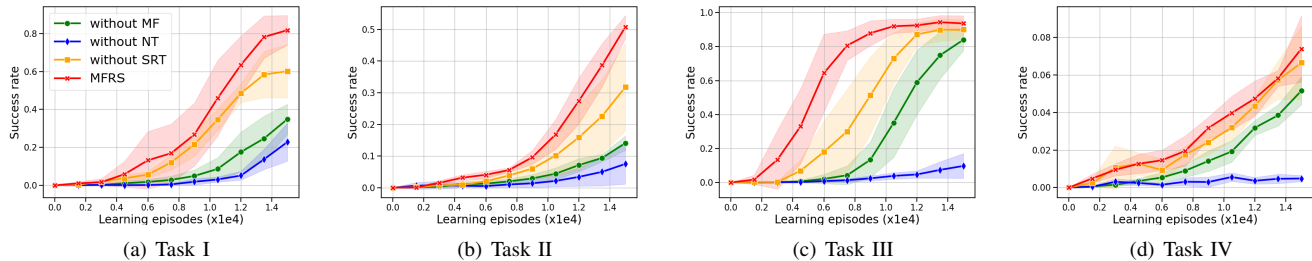 without MF
without NT
without SRT
MFRS
Success rate
0.8
0.6
0.4
0.2
0.0
0.0 0.2 0.4 0.6 0.8 1.0 1.2 1.4
Learning episodes (x1e4)
(a) Task I
Success rate
0.5
0.4
0.3
0.2
0.1
0.0
0.0 0.2 0.4 0.6 0.8 1.0 1.2 1.4
Learning episodes (x1e4)
(b) Task II
Success rate
1.0
0.8
0.6
0.4
0.2
0.0
0.0 0.2 0.4 0.6 0.8 1.0 1.2 1.4
Learning episodes (x1e4)
(c) Task III
Success rate
0.08
0.06
0.04
0.02
0.00
0.0 0.2 0.4 0.6 0.8 1.0 1.2 1.4
Learning episodes (x1e4)
(d) Task IV